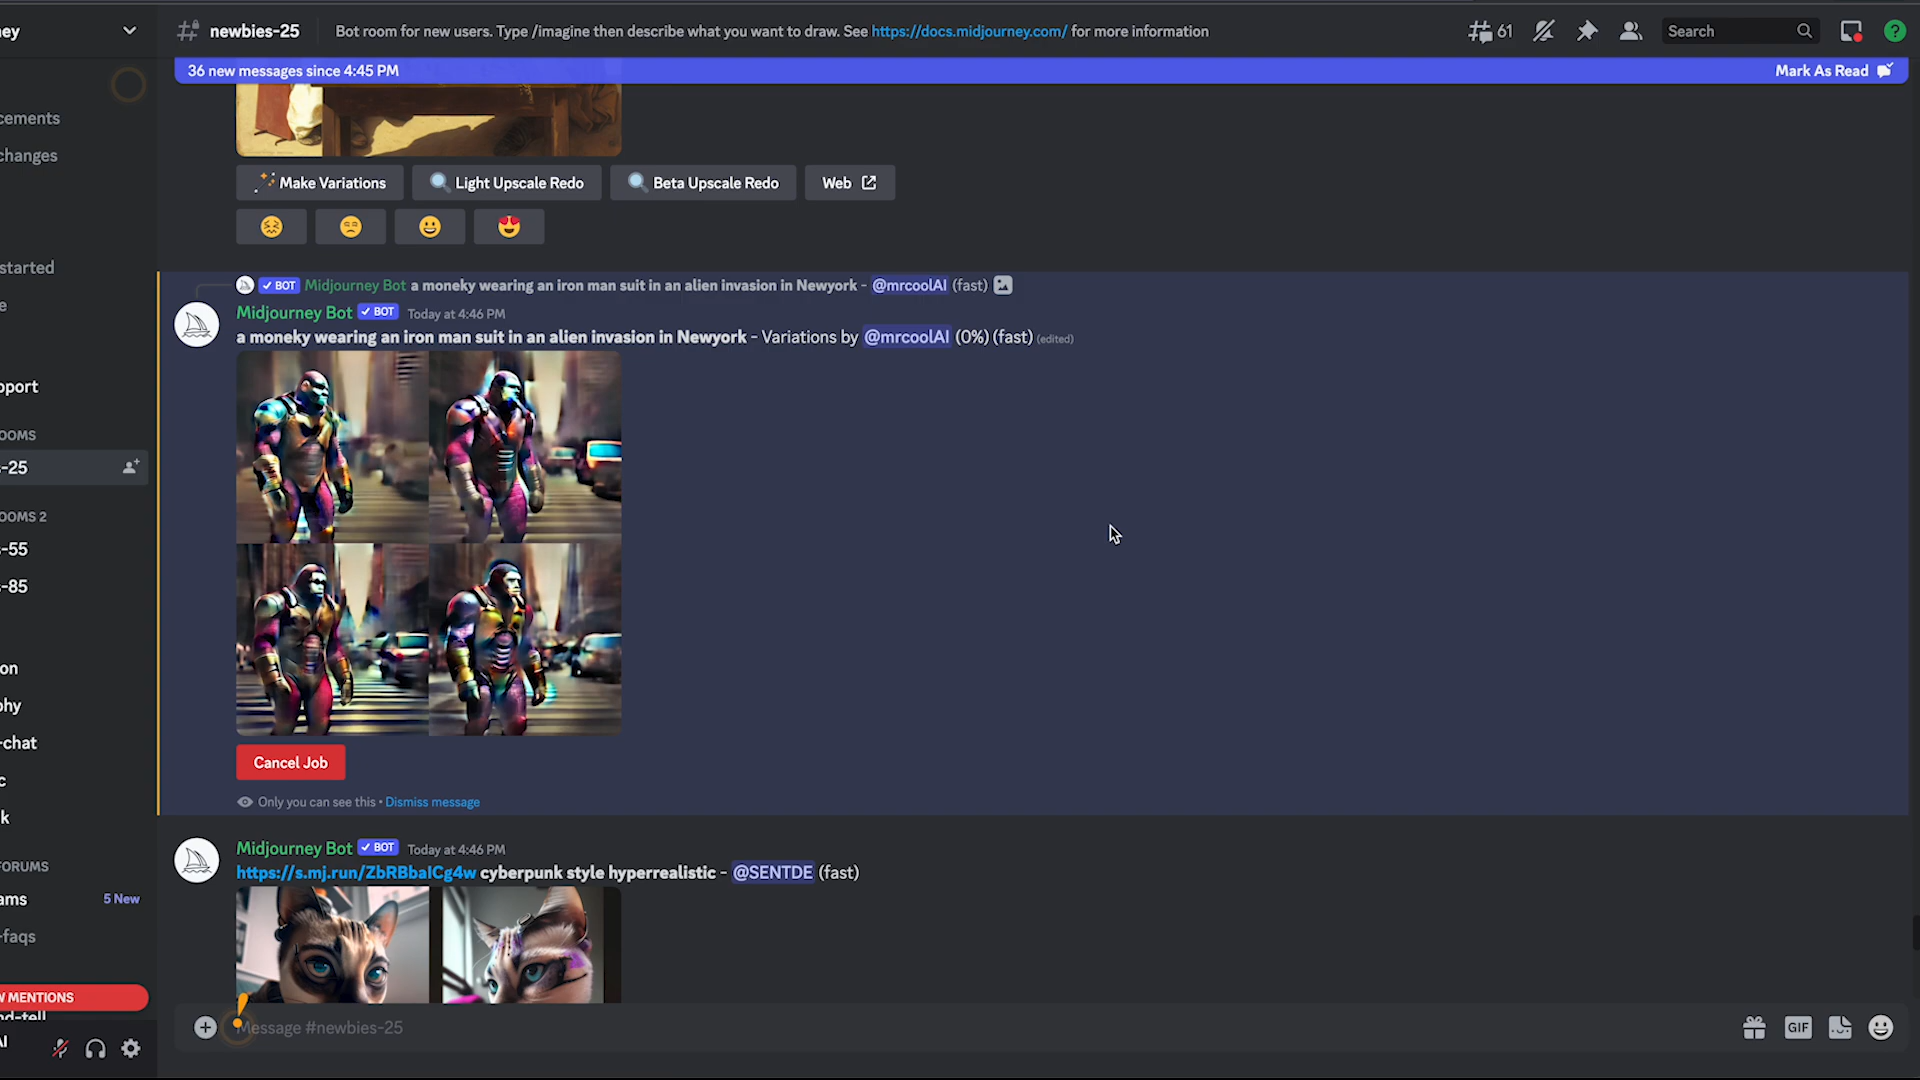 ey
newbies-25
Bot room for new users. Type /imagine then describe what you want to draw. See https://docs.midjourney.com/ for more information
61
Search
36 new messages since 4:45 PM
Mark As Read
cements
changes
started
e
pport
OOMS
-25
OOMS 2
-55
-85
on
phy
-chat
c
k
FORUMS
ams
5 New
-faqs
W MENTIONS
nd-tell
AI
Make Variations
Light Upscale Redo
Beta Upscale Redo
Web
BOT Midjourney Bot a moneky wearing an iron man suit in an alien invasion in Newyork - @mrcoolAI (fast)
Midjourney Bot BOT Today at 4:46 PM
a moneky wearing an iron man suit in an alien invasion in Newyork - Variations by @mrcoolAI (0%) (fast) (edited)
Cancel Job
Only you can see this • Dismiss message
Midjourney Bot BOT Today at 4:46 PM
https://s.mj.run/ZbRBbaICg4w cyberpunk style hyperrealistic - @SENTDE (fast)
Message #newbies-25
GIF